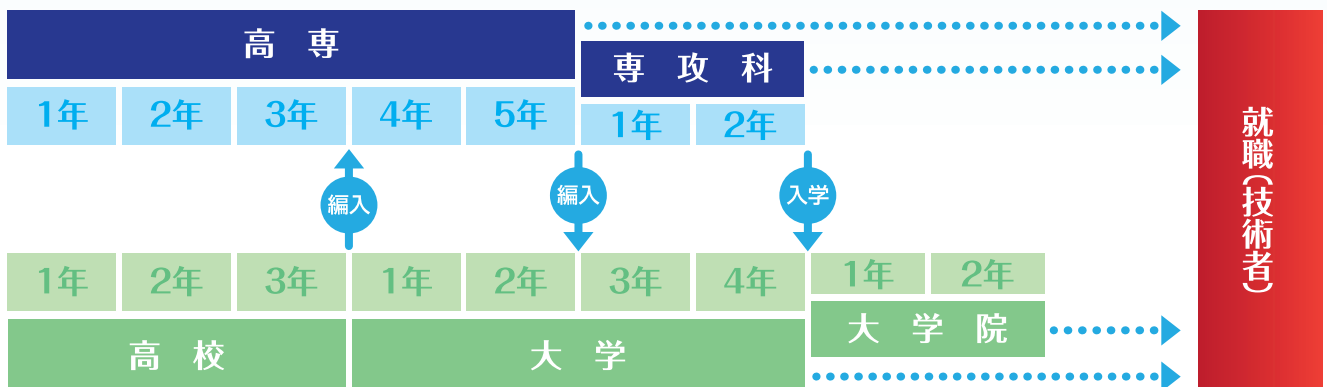 高専
専攻科
1年 2年 3年 4年 5年
1年 2年
編入
編入
入学
1年 2年 3年 1年 2年 3年 4年
1年 2年
高校
大学
大学院
就職(技術者)